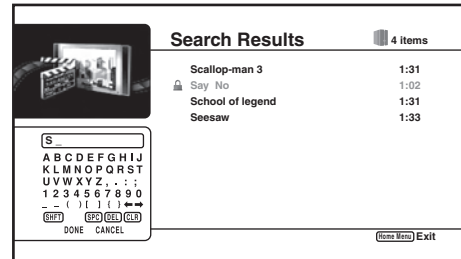 Search Results
4 items
Scallop-man 3 1:31
Say No 1:02
School of legend 1:31
Seesaw 1:33
S _
A B C D E F G H I J
K L M N O P Q R S T
U V W X Y Z , . : ;
1 2 3 4 5 6 7 8 9 0
_ _ ( ) [ ] { } ⬅ ➡
SHFT SPC DEL CLR
DONE CANCEL
Home Menu Exit